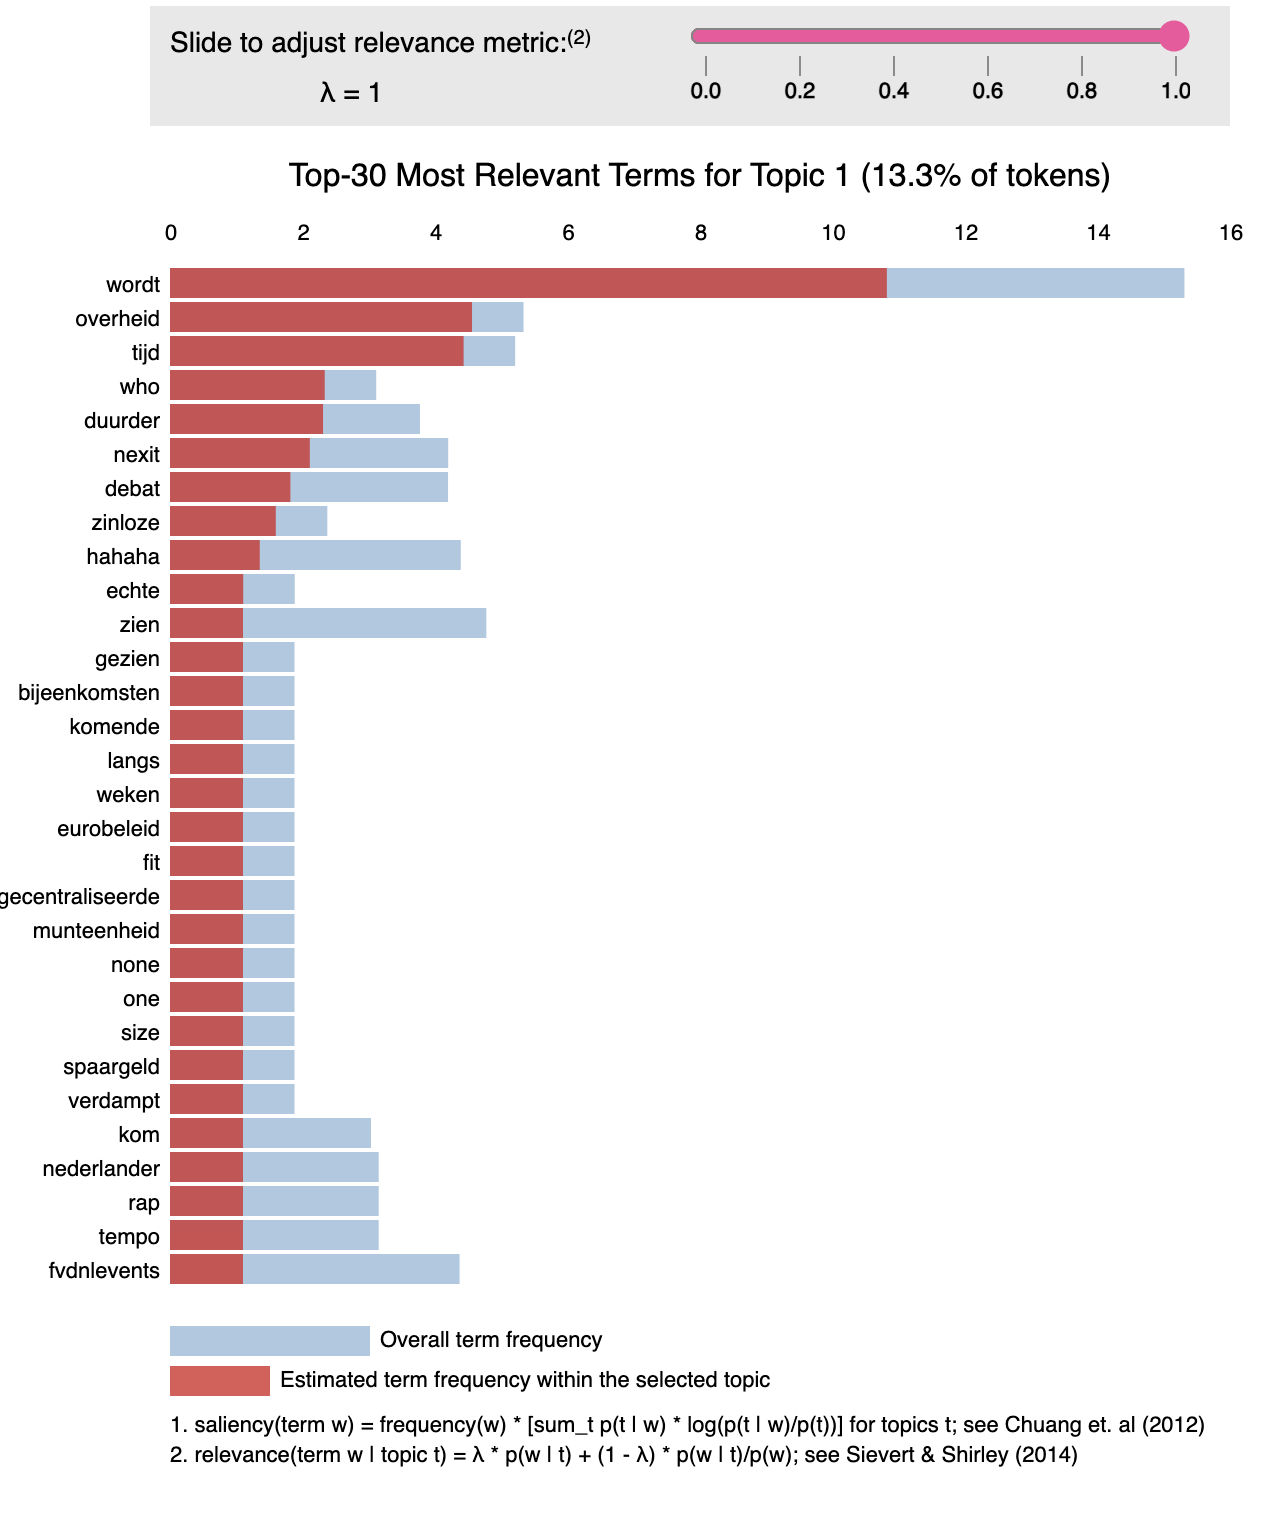 Slide to adjust relevance metric:(2)
λ = 1
0.0 0.2 0.4 0.6 0.8 1.0
Top-30 Most Relevant Terms for Topic 1 (13.3% of tokens)
0 2 4 6 8 10 12 14 16
wordt
overheid
tijd
who
duurder
nexit
debat
zinloze
hahaha
echte
zien
gezien
bijeenkomsten
komende
langs
weken
eurobeleid
fit
gecentraliseerde
munteenheid
none
one
size
spaargeld
verdampt
kom
nederlander
rap
tempo
fvdnlevents
Overall term frequency
Estimated term frequency within the selected topic
1. saliency(term w) = frequency(w) * [sum_t p(t | w) * log(p(t | w)/p(t))] for topics t; see Chuang et. al (2012)
2. relevance(term w | topic t) = λ * p(w | t) + (1 - λ) * p(w | t)/p(w); see Sievert & Shirley (2014)